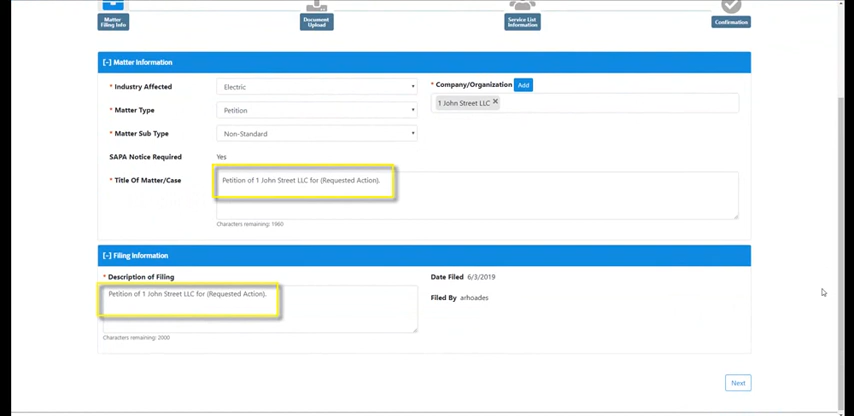 Matter
Filing Info
Document
Upload
Service List
Information
Confirmation
[-] Matter Information
* Industry Affected
Electric
* Company/Organization Add
* Matter Type
Petition
1 John Street LLC ×
* Matter Sub Type
Non-Standard
SAPA Notice Required
Yes
* Title Of Matter/Case
Petition of 1 John Street LLC for (Requested Action).
Characters remaining: 1960
[-] Filing Information
* Description of Filing
Date Filed 6/3/2019
Petition of 1 John Street LLC for (Requested Action).
Filed By arhoades
Characters remaining: 2000
Next